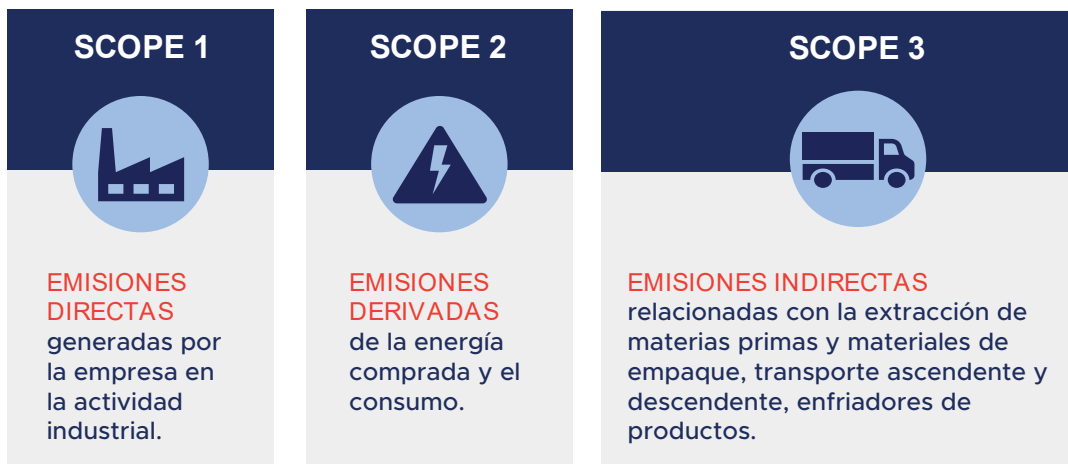 SCOPE 1
EMISIONES
DIRECTAS
generadas por
la empresa en
la actividad
industrial.
SCOPE 2
EMISIONES
DERIVADAS
de la energía
comprada y el
consumo.
SCOPE 3
EMISIONES INDIRECTAS
relacionadas con la extracción de
materias primas y materiales de
empaque, transporte ascendente y
descendente, enfriadores de
productos.